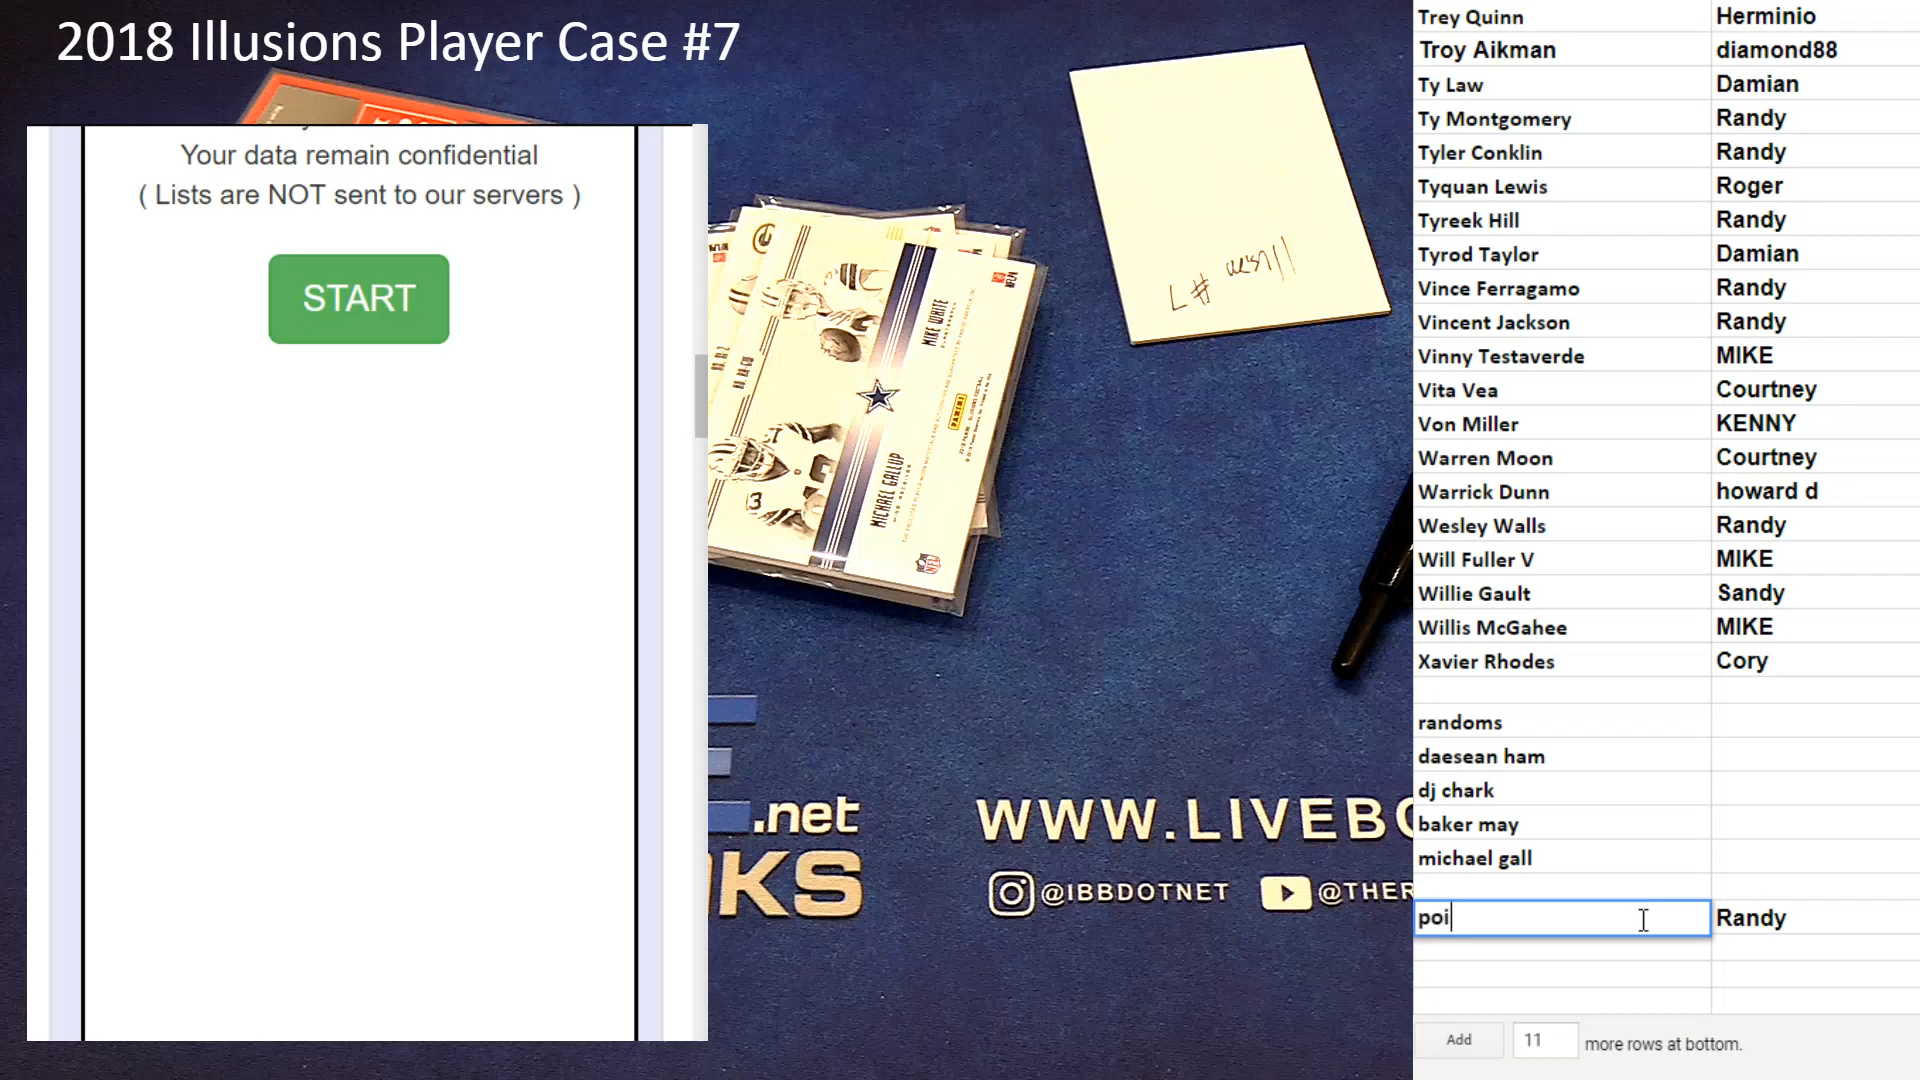 2018 Illusions Player Case #7
Your data remain confidential
( Lists are NOT sent to our servers )
START
MIKE WHITE
MICHAEL GALLUP
PANINI
NFL
.net
KS
WWW.LIVEB
@IBBDOTNET
@THER
Trey Quinn Herminio
Troy Aikman diamond88
Ty Law Damian
Ty Montgomery Randy
Tyler Conklin Randy
Tyquan Lewis Roger
Tyreek Hill Randy
Tyrod Taylor Damian
Vince Ferragamo Randy
Vincent Jackson Randy
Vinny Testaverde MIKE
Vita Vea Courtney
Von Miller KENNY
Warren Moon Courtney
Warrick Dunn howard d
Wesley Walls Randy
Will Fuller V MIKE
Willie Gault Sandy
Willis McGahee MIKE
Xavier Rhodes Cory
randoms
daesean ham
dj chark
baker may
michael gall
poi Randy
Add 11 more rows at bottom.